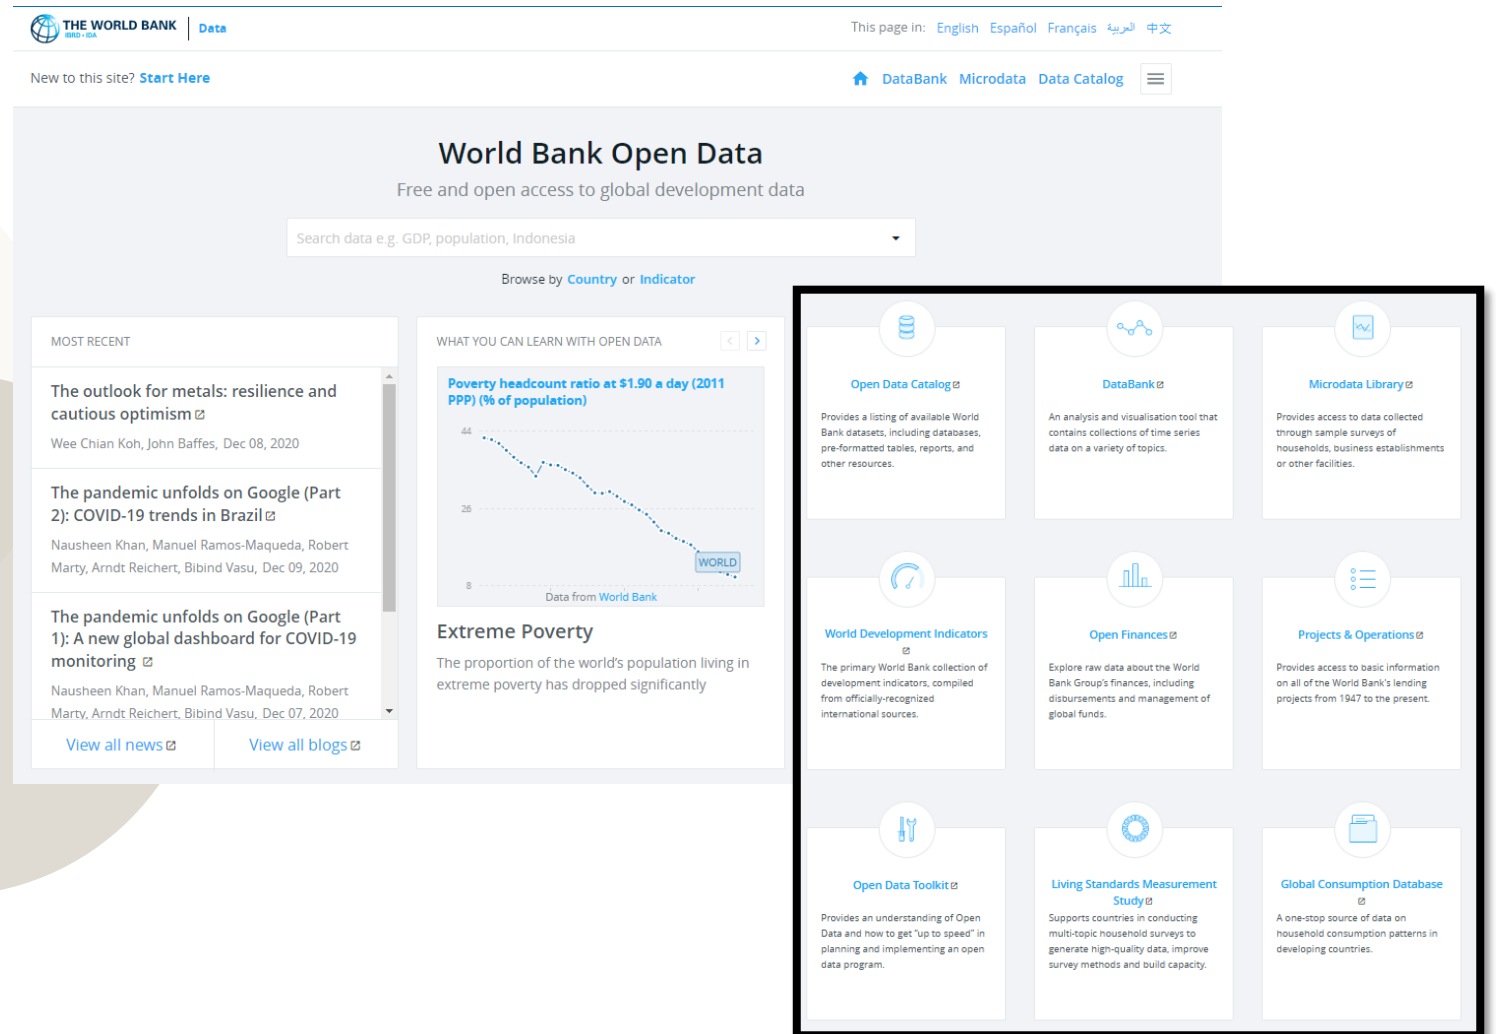 THE WORLD BANK
IBRD • IDA
Data
This page in: English Español Français العربية 中文
New to this site? Start Here
DataBank Microdata Data Catalog
World Bank Open Data
Free and open access to global development data
Search data e.g. GDP, population, Indonesia
Browse by Country or Indicator
MOST RECENT
The outlook for metals: resilience and
cautious optimism
Wee Chian Koh, John Baffes, Dec 08, 2020
The pandemic unfolds on Google (Part
2): COVID-19 trends in Brazil
Nausheen Khan, Manuel Ramos-Maqueda, Robert
Marty, Arndt Reichert, Bibind Vasu, Dec 09, 2020
The pandemic unfolds on Google (Part
1): A new global dashboard for COVID-19
monitoring
Nausheen Khan, Manuel Ramos-Maqueda, Robert
Marty, Arndt Reichert, Bibind Vasu, Dec 07, 2020
View all news
View all blogs
WHAT YOU CAN LEARN WITH OPEN DATA
Poverty headcount ratio at $1.90 a day (2011
PPP) (% of population)
44
26
WORLD
8
Data from World Bank
Extreme Poverty
The proportion of the world's population living in
extreme poverty has dropped significantly
Open Data Catalog
Provides a listing of available World
Bank datasets, including databases,
pre-formatted tables, reports, and
other resources.
DataBank
An analysis and visualisation tool that
contains collections of time series
data on a variety of topics.
Microdata Library
Provides access to data collected
through sample surveys of
households, business establishments
or other facilities.
World Development Indicators
The primary World Bank collection of
development indicators, compiled
from officially-recognized
international sources.
Open Finances
Explore raw data about the World
Bank Group's finances, including
disbursements and management of
global funds.
Projects & Operations
Provides access to basic information
on all of the World Bank's lending
projects from 1947 to the present.
Open Data Toolkit
Provides an understanding of Open
Data and how to get "up to speed" in
planning and implementing an open
data program.
Living Standards Measurement
Study
Supports countries in conducting
multi-topic household surveys to
generate high-quality data, improve
survey methods and build capacity.
Global Consumption Database
A one-stop source of data on
household consumption patterns in
developing countries.